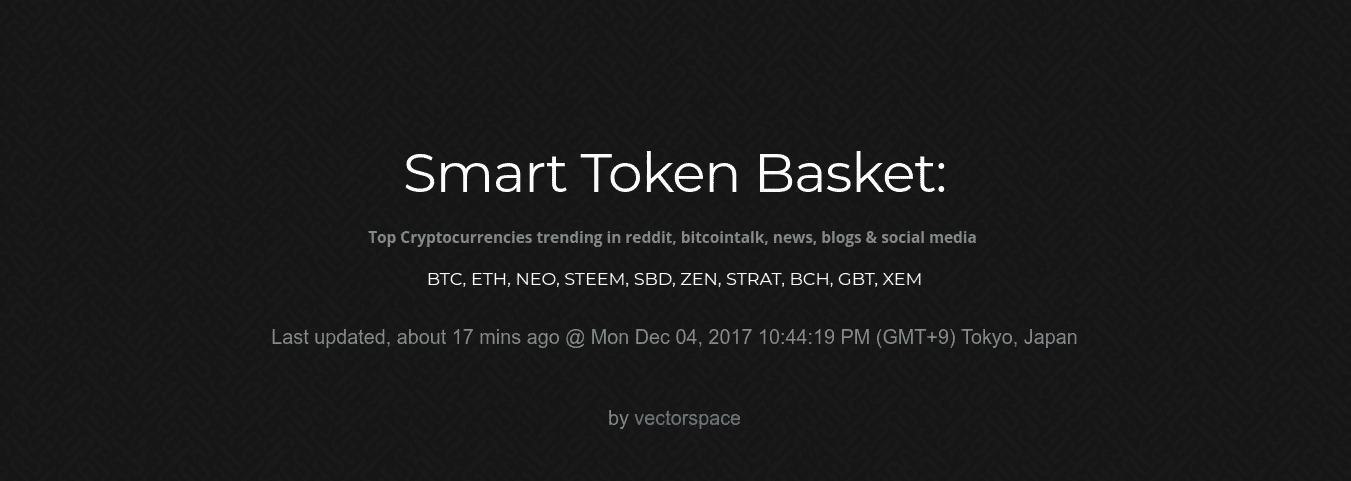 Smart Token Basket:
Top Cryptocurrencies trending in reddit, bitcointalk, news, blogs & social media
BTC, ETH, NEO, STEEM, SBD, ZEN, STRAT, BCH, GBT, XEM
Last updated, about 17 mins ago @ Mon Dec 04, 2017 10:44:19 PM (GMT+9) Tokyo, Japan
by vectorspace